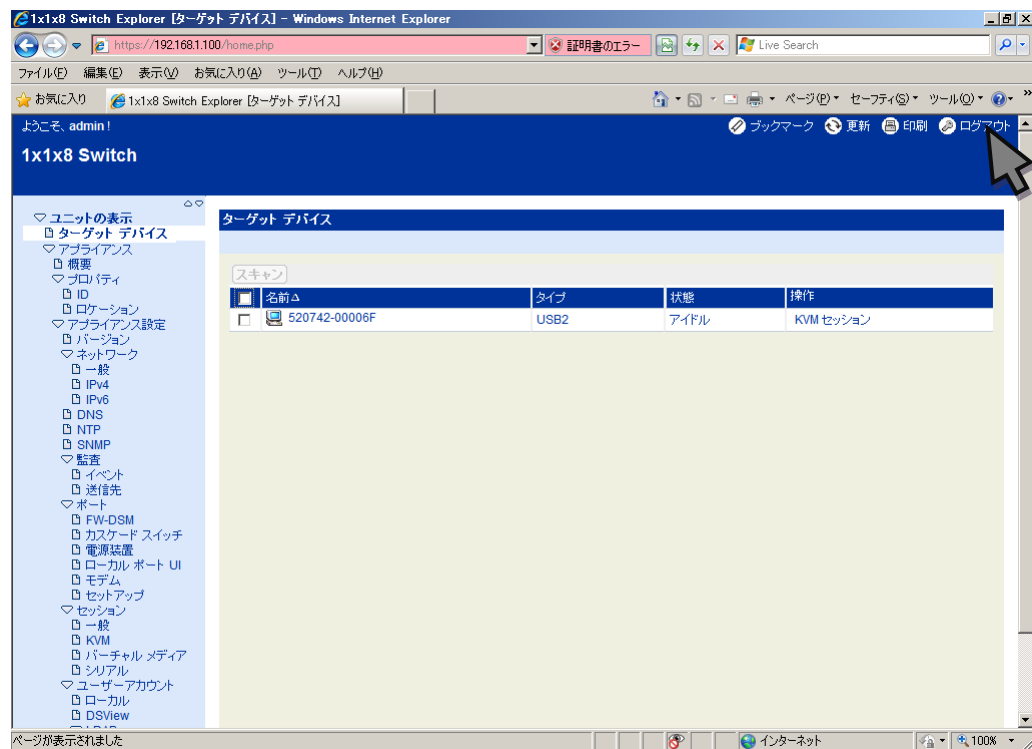 1x1x8 Switch Explorer [ターゲット デバイス] - Windows Internet Explorer
https://192.168.1.100/home.php
証明書のエラー
Live Search
ファイル(F) 編集(E) 表示(V) お気に入り(A) ツール(T) ヘルプ(H)
お気に入り
1x1x8 Switch Explorer [ターゲット デバイス]
ページ(P) セーフティ(S) ツール(O)
ようこそ、admin !
ブックマーク 更新 印刷 ログアウト
1x1x8 Switch
ユニットの表示
ターゲット デバイス
アプライアンス
概要
プロパティ
ID
ロケーション
アプライアンス設定
バージョン
ネットワーク
一般
IPv4
IPv6
DNS
NTP
SNMP
監査
イベント
送信先
ポート
FW-DSM
カスケード スイッチ
電源装置
ローカル ポート UI
モデム
セットアップ
セッション
一般
KVM
バーチャル メディア
シリアル
ユーザーアカウント
ローカル
DSView
ターゲット デバイス
スキャン
名前 タイプ 状態 操作
520742-00006F USB2 アイドル KVM セッション
ページが表示されました
インターネット
100%